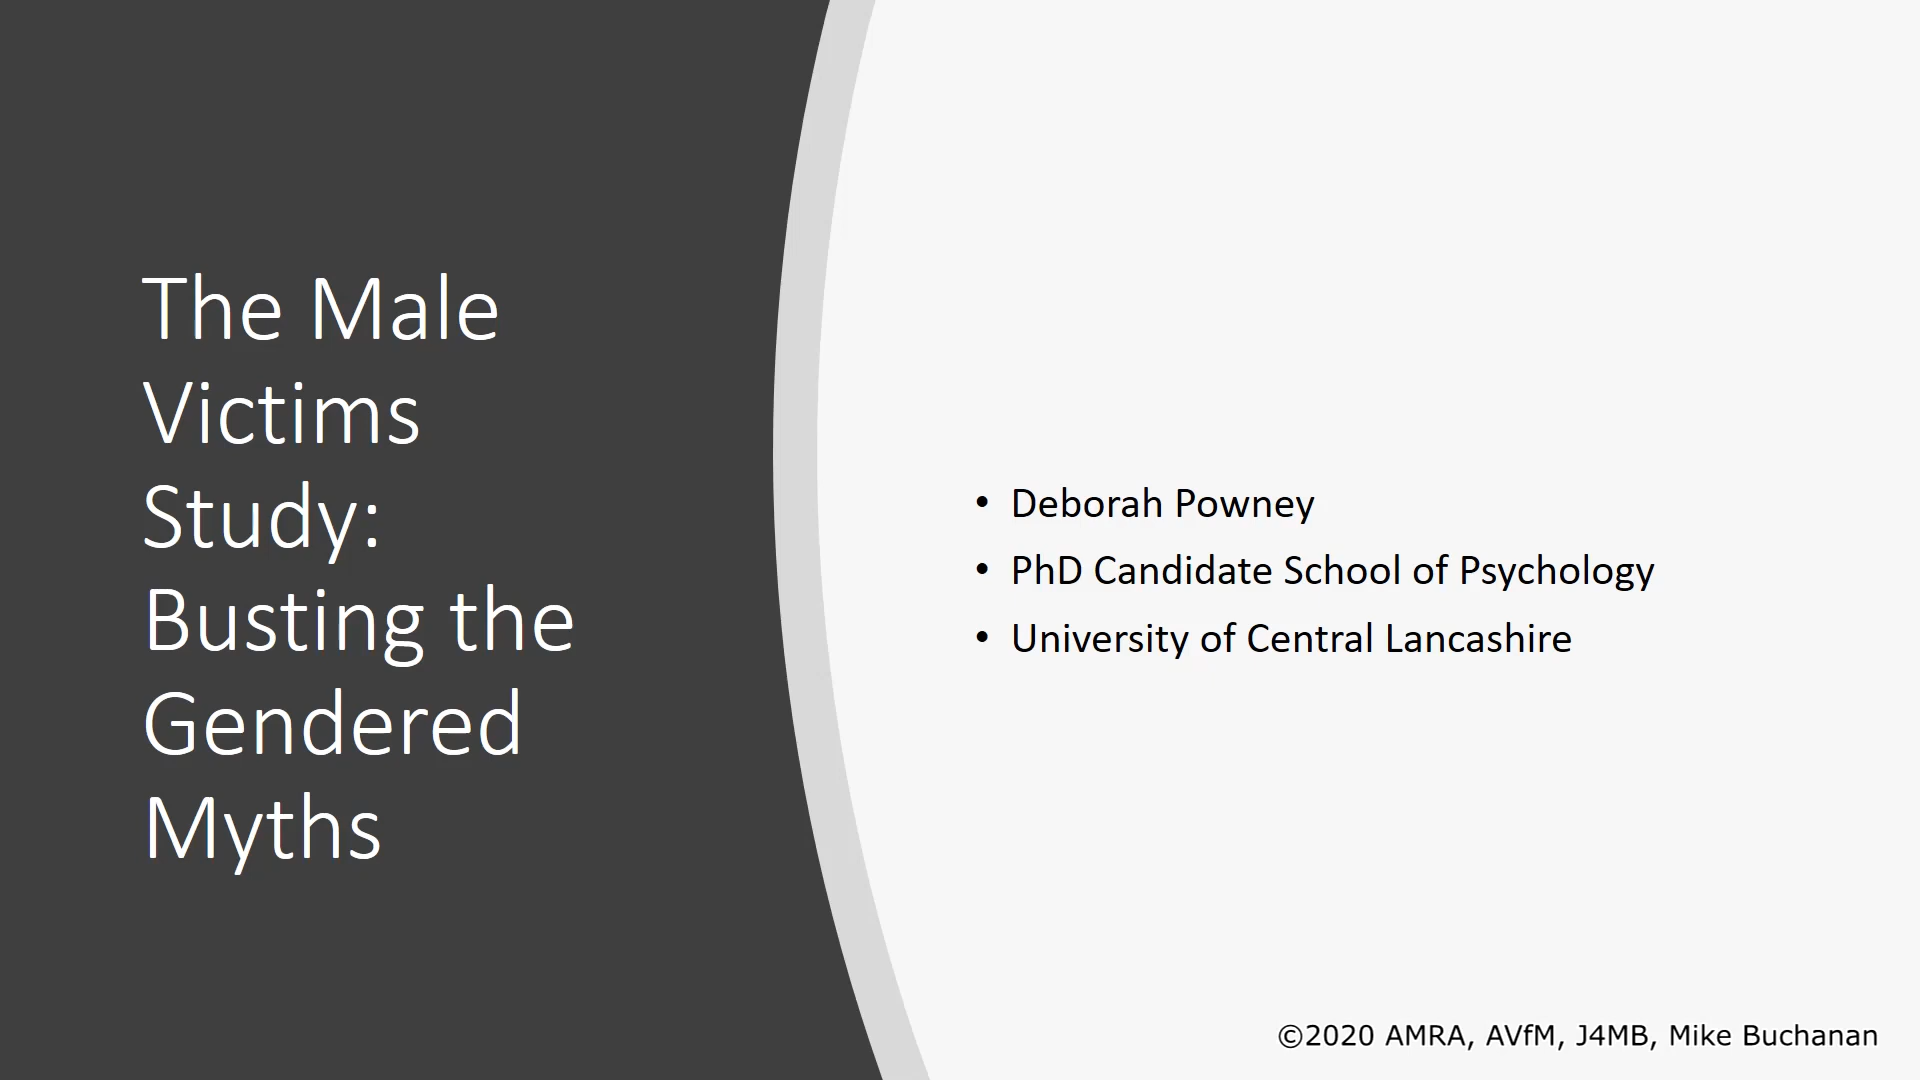 The Male
Victims
Study:
Busting the
Gendered
Myths
• Deborah Powney
• PhD Candidate School of Psychology
• University of Central Lancashire
©2020 AMRA, AVfM, J4MB, Mike Buchanan